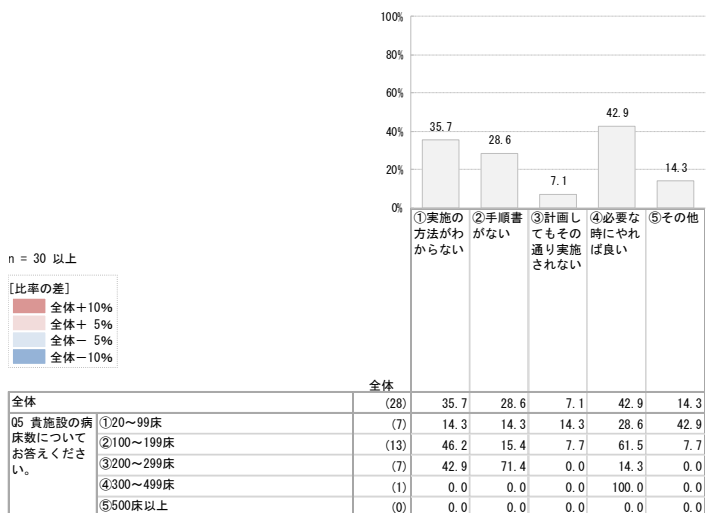 100%
80%
60%
40%
20%
0%
35.7
28.6
7.1
42.9
14.3
①実施の
方法がわ
からない
②手順書
がない
③計画し
てもその
通り実施
されない
④必要な
時にやれ
ば良い
⑤その他
n = 30 以上
[比率の差]
全体+10%
全体+ 5%
全体- 5%
全体-10%
全体
全体 (28) 35.7 28.6 7.1 42.9 14.3
Q5 貴施設の病
床数について
お答えくださ
い。
①20~99床 (7) 14.3 14.3 14.3 28.6 42.9
②100~199床 (13) 46.2 15.4 7.7 61.5 7.7
③200~299床 (7) 42.9 71.4 0.0 14.3 0.0
④300~499床 (1) 0.0 0.0 0.0 100.0 0.0
⑤500床以上 (0) 0.0 0.0 0.0 0.0 0.0